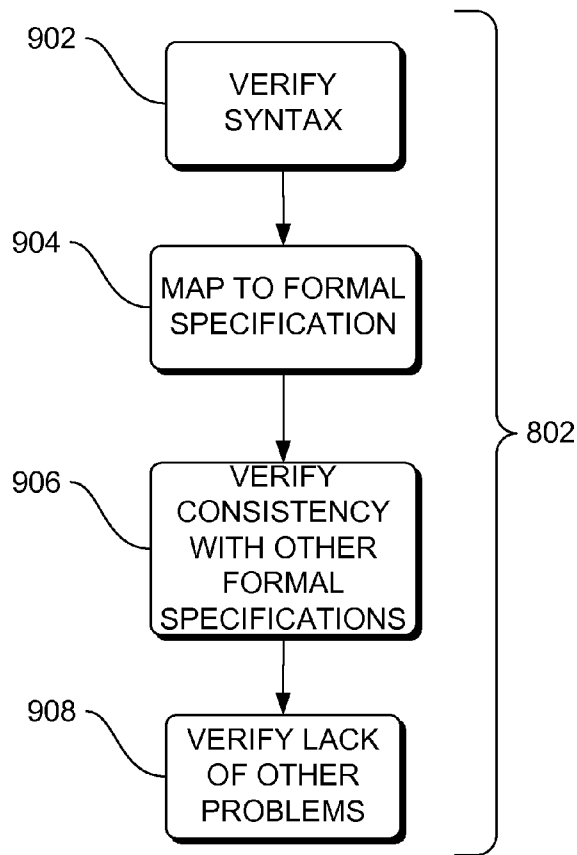 902
VERIFY
SYNTAX
904
MAP TO FORMAL
SPECIFICATION
802
906
VERIFY
CONSISTENCY
WITH OTHER
FORMAL
SPECIFICATIONS
908
VERIFY LACK
OF OTHER
PROBLEMS